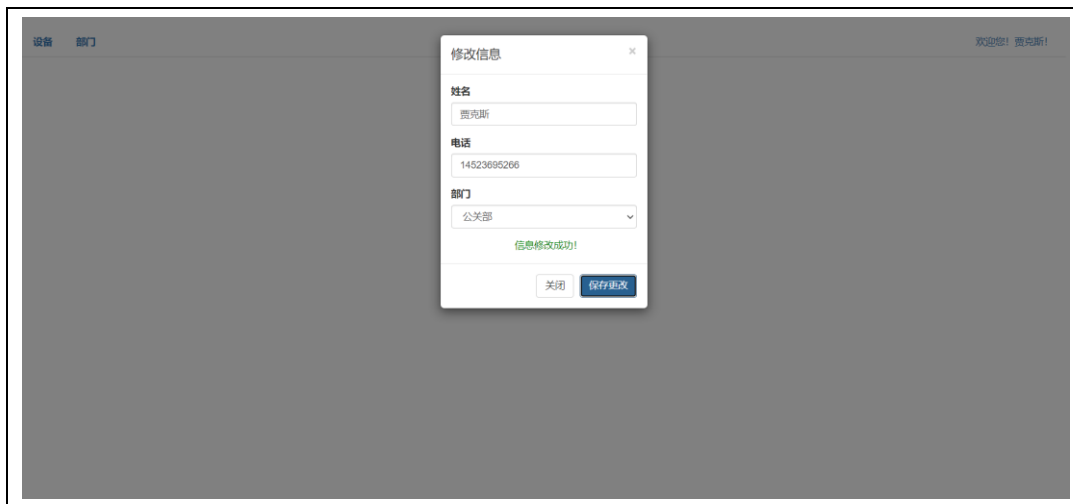 设备 部门 欢迎您！贾克斯！
修改信息 ×
姓名
贾克斯
电话
14523695266
部门
公关部
信息修改成功！
关闭 保存更改